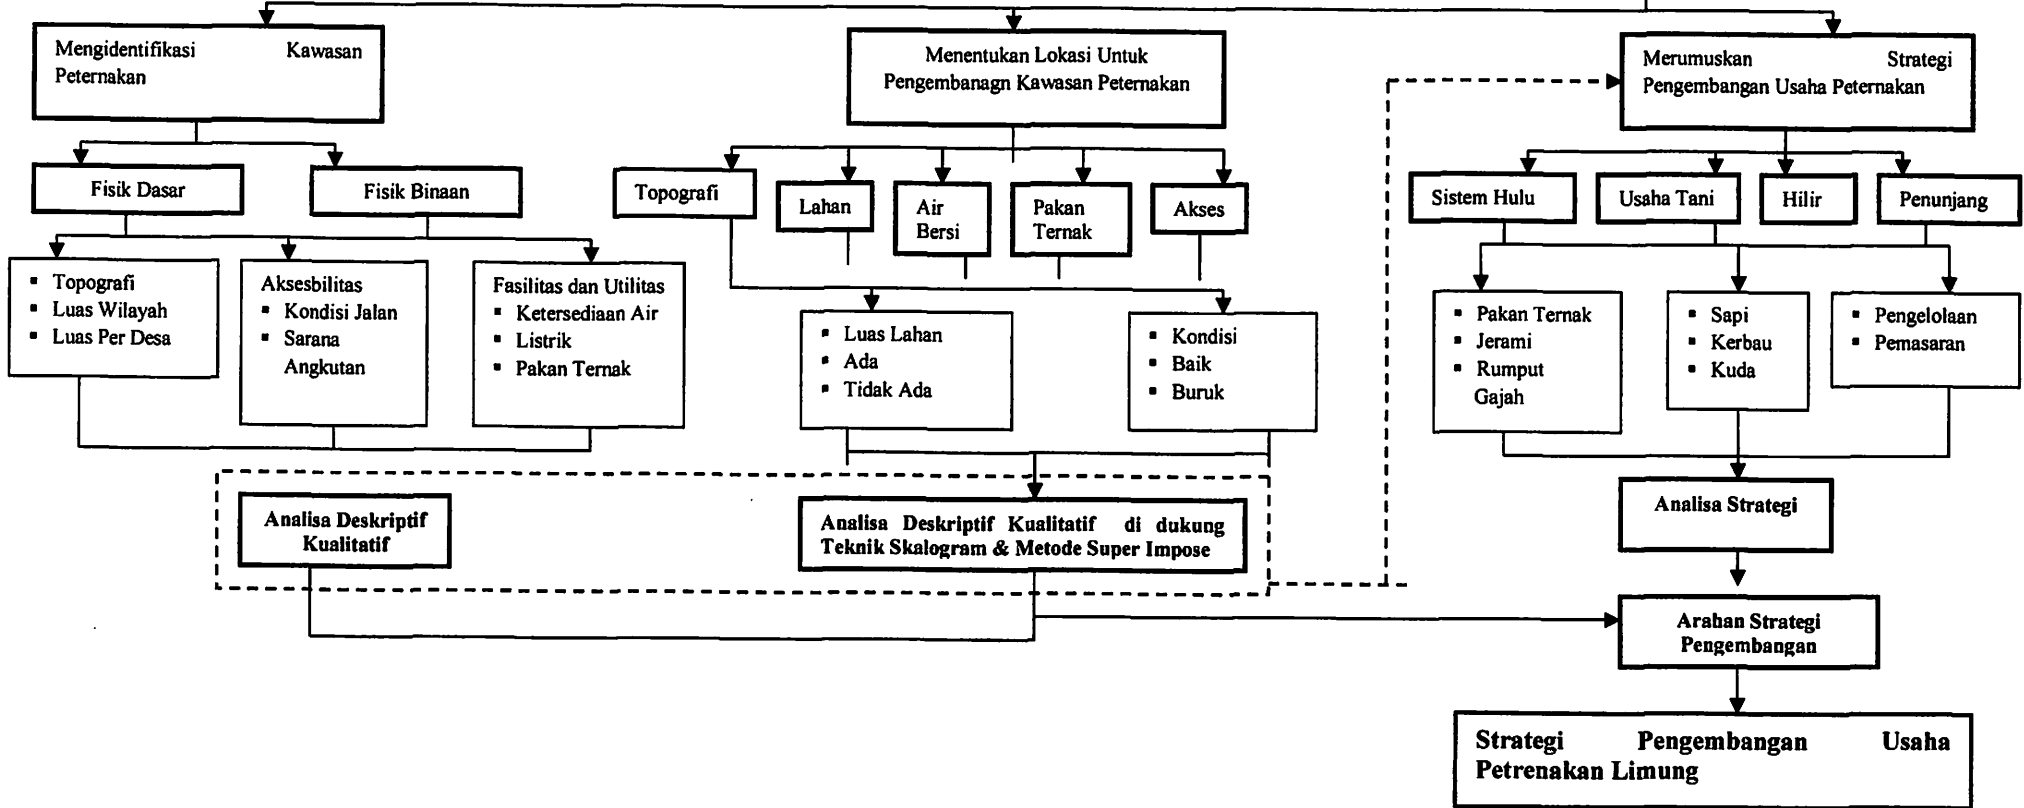 Mengidentifikasi Kawasan
Peternakan
Menentukan Lokasi Untuk
Pengembanagn Kawasan Peternakan
Merumuskan Strategi
Pengembangan Usaha Peternakan
Fisik Dasar
Fisik Binaan
Topografi
Lahan
Air
Bersi
Pakan
Ternak
Akses
Sistem Hulu
Usaha Tani
Hilir
Penunjang
▪ Topografi
▪ Luas Wilayah
▪ Luas Per Desa
Aksesbilitas
▪ Kondisi Jalan
▪ Sarana
Angkutan
Fasilitas dan Utilitas
▪ Ketersediaan Air
▪ Listrik
▪ Pakan Ternak
▪ Luas Lahan
▪ Ada
▪ Tidak Ada
▪ Kondisi
▪ Baik
▪ Buruk
▪ Pakan Ternak
▪ Jerami
▪ Rumput
Gajah
▪ Sapi
▪ Kerbau
▪ Kuda
▪ Pengelolaan
▪ Pemasaran
Analisa Deskriptif
Kualitatif
Analisa Deskriptif Kualitatif di dukung
Teknik Skalogram & Metode Super Impose
Analisa Strategi
Arahan Strategi
Pengembangan
Strategi Pengembangan Usaha
Petrenakan Limung